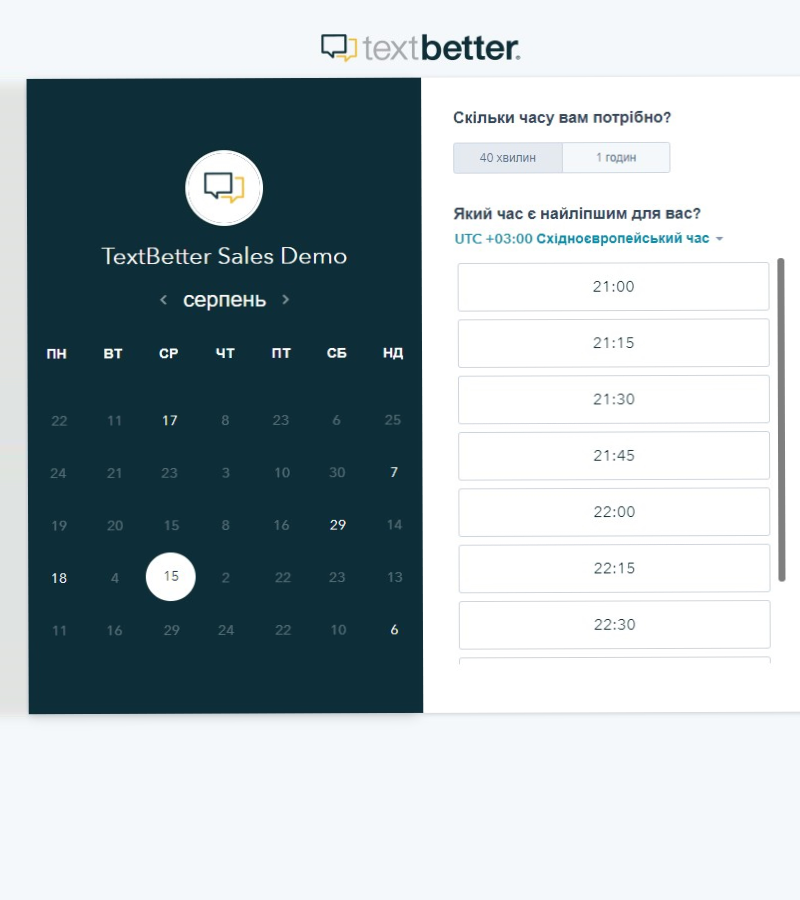 textbetter®
TextBetter Sales Demo
серпень
ПН ВТ СР ЧТ ПТ СБ НД
22 11 17 8 23 6 25
24 21 23 3 10 30 7
19 20 15 8 16 29 14
18 4 15 2 22 23 13
11 16 29 24 22 10 6
Скільки часу вам потрібно?
40 хвилин 1 годин
Який час є найліпшим для вас?
UTC +03:00 Східноєвропейський час
21:00
21:15
21:30
21:45
22:00
22:15
22:30